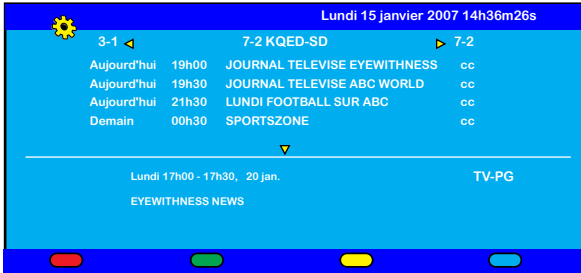 Lundi 15 janvier 2007 14h36m26s
3-1 7-2 KQED-SD 7-2
Aujourd'hui 19h00 JOURNAL TELEVISE EYEWITHNESS cc
Aujourd'hui 19h30 JOURNAL TELEVISE ABC WORLD cc
Aujourd'hui 21h30 LUNDI FOOTBALL SUR ABC cc
Demain 00h30 SPORTSZONE cc
Lundi 17h00 - 17h30, 20 jan. TV-PG
EYEWITHNESS NEWS